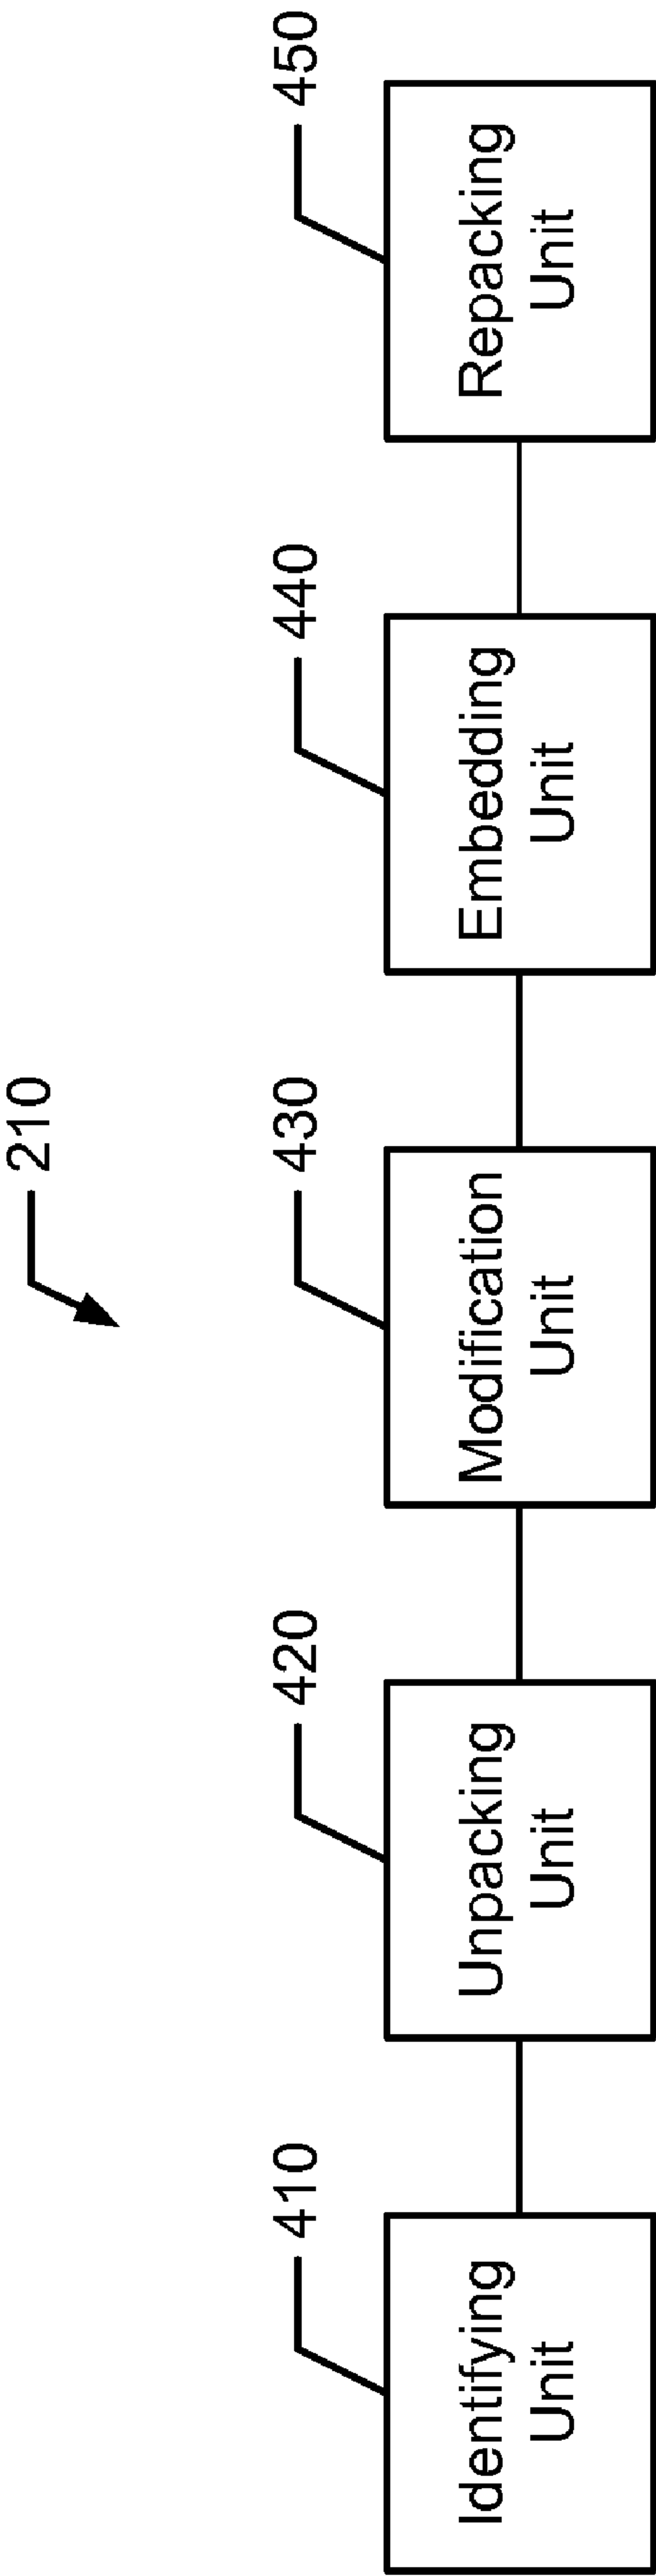 210
410
420
430
440
450
Identifying
Unit
Unpacking
Unit
Modification
Unit
Embedding
Unit
Repacking
Unit